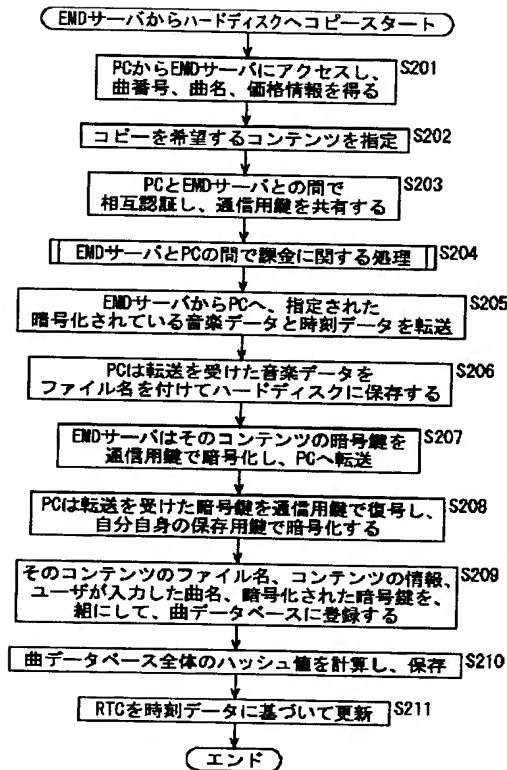 EMDサーバからハードディスクへコピースタート
PCからEMDサーバにアクセスし、
曲番号、曲名、価格情報を得る
S201
コピーを希望するコンテンツを指定
S202
PCとEMDサーバとの間で
相互認証し、通信用鍵を共有する
S203
EMDサーバとPCの間で課金に関する処理
S204
EMDサーバからPCへ、指定された
暗号化されている音楽データと時刻データを転送
S205
PCは転送を受けた音楽データを
ファイル名を付けてハードディスクに保存する
S206
EMDサーバはそのコンテンツの暗号鍵を
通信用鍵で暗号化し、PCへ転送
S207
PCは転送を受けた暗号鍵を通信用鍵で復号し、
自分自身の保存用鍵で暗号化する
S208
そのコンテンツのファイル名、コンテンツの情報、
ユーザが入力した曲名、暗号化された暗号鍵を、
組にして、曲データベースに登録する
S209
曲データベース全体のハッシュ値を計算し、保存
S210
RTCを時刻データに基づいて更新
S211
エンド